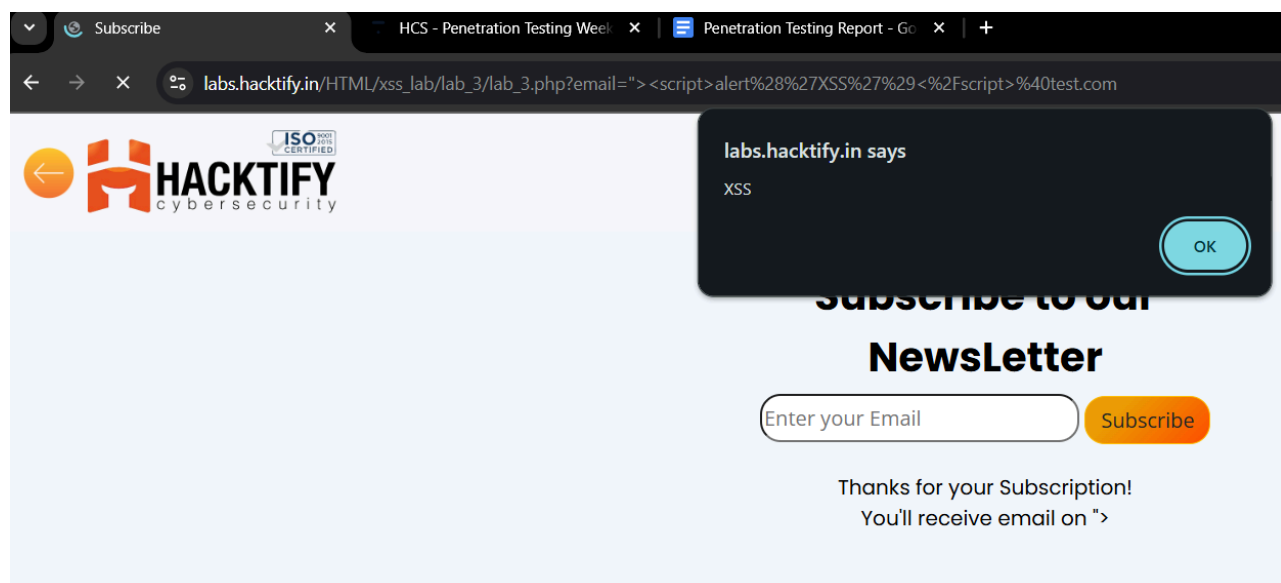 Subscribe
HCS - Penetration Testing Week
Penetration Testing Report - Go
labs.hacktify.in/HTML/xss_lab/lab_3/lab_3.php?email="><script>alert%28%27XSS%27%29<%2Fscript>%40test.com
ISO 9001 2015
CERTIFIED
HACKTIFY
cybersecurity
labs.hacktify.in says
XSS
OK
Subscribe to our
NewsLetter
Enter your Email
Subscribe
Thanks for your Subscription!
You'll receive email on ">